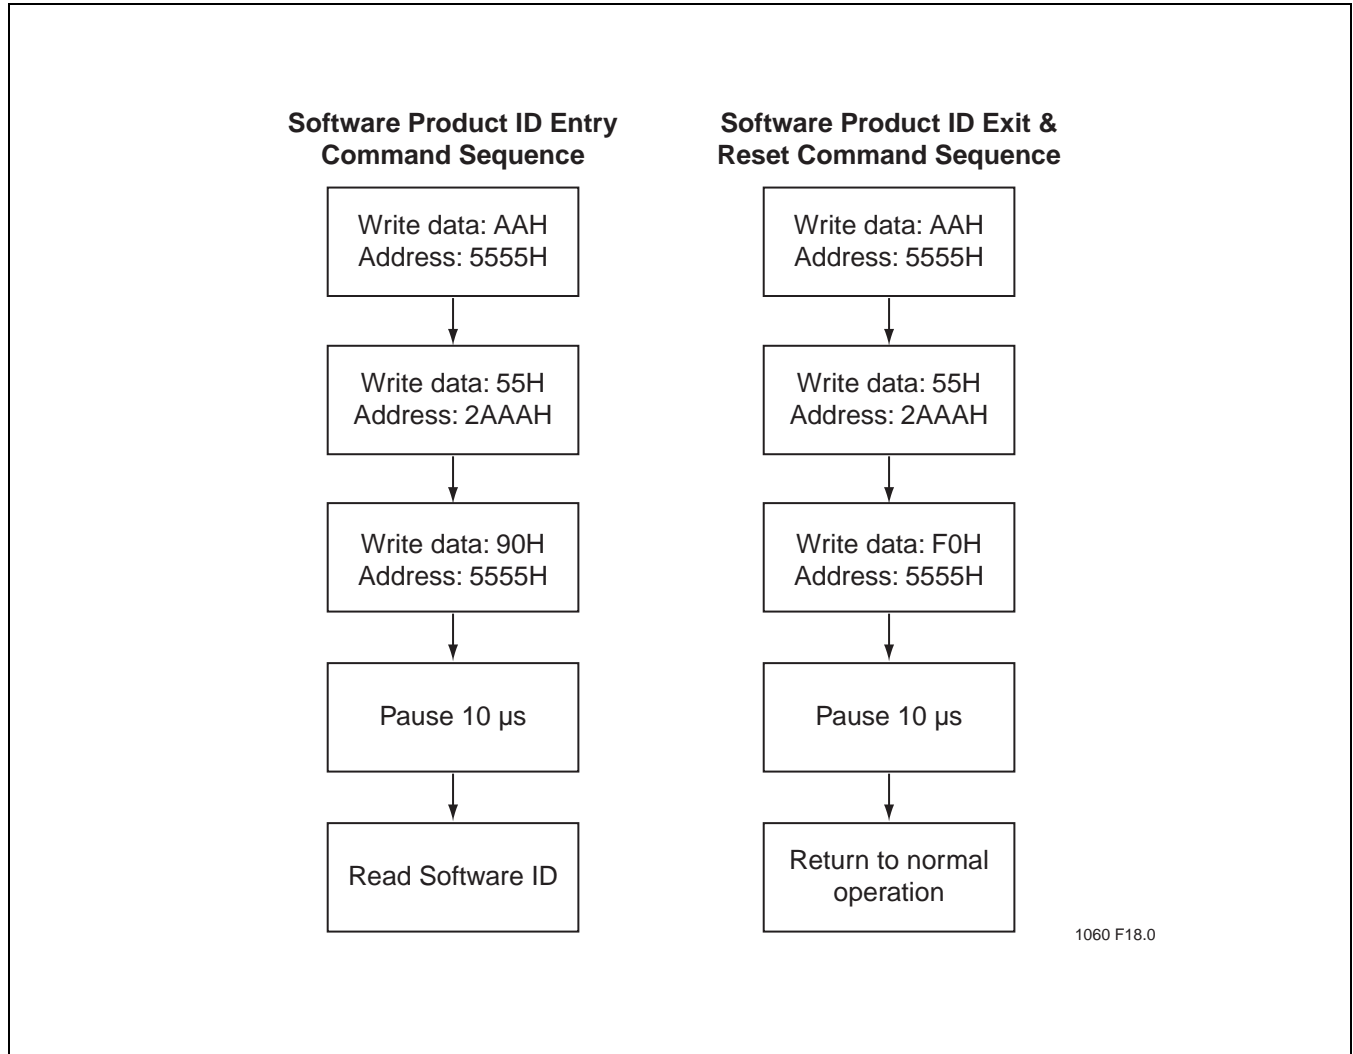 Software Product ID Entry
Command Sequence
Write data: AAH
Address: 5555H
Write data: 55H
Address: 2AAAH
Write data: 90H
Address: 5555H
Pause 10 µs
Read Software ID
Software Product ID Exit &
Reset Command Sequence
Write data: AAH
Address: 5555H
Write data: 55H
Address: 2AAAH
Write data: F0H
Address: 5555H
Pause 10 µs
Return to normal
operation
1060 F18.0